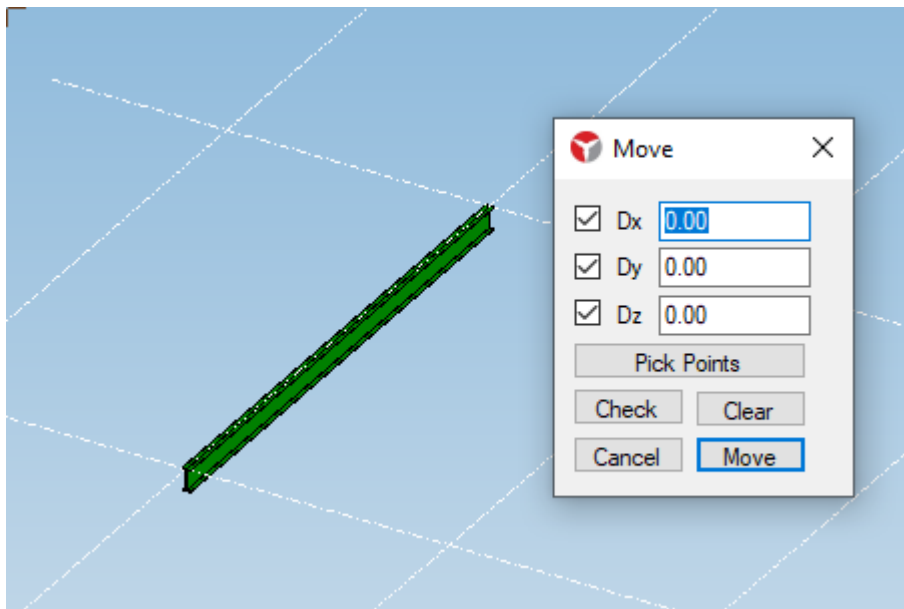 Move
Dx 0.00
Dy 0.00
Dz 0.00
Pick Points
Check Clear
Cancel Move